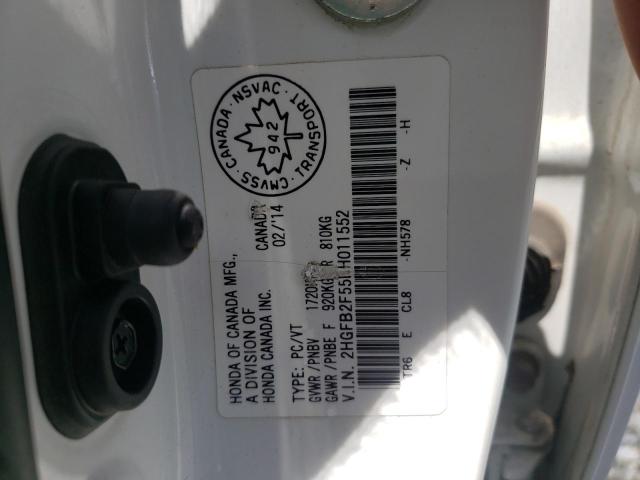 CMVSS · CANADA · NSVAC · TRANSPORT
942
HONDA OF CANADA MFG.,
A DIVISION OF
HONDA CANADA INC.
CANADA
02/'14
TYPE: PC/VT
GVWR/PNBV 1720
GAWR/PNBE F 920KG R 810KG
V.I.N. 2HGFB2F55 H011552
TR6 E CL8 -NH578 -Z -H